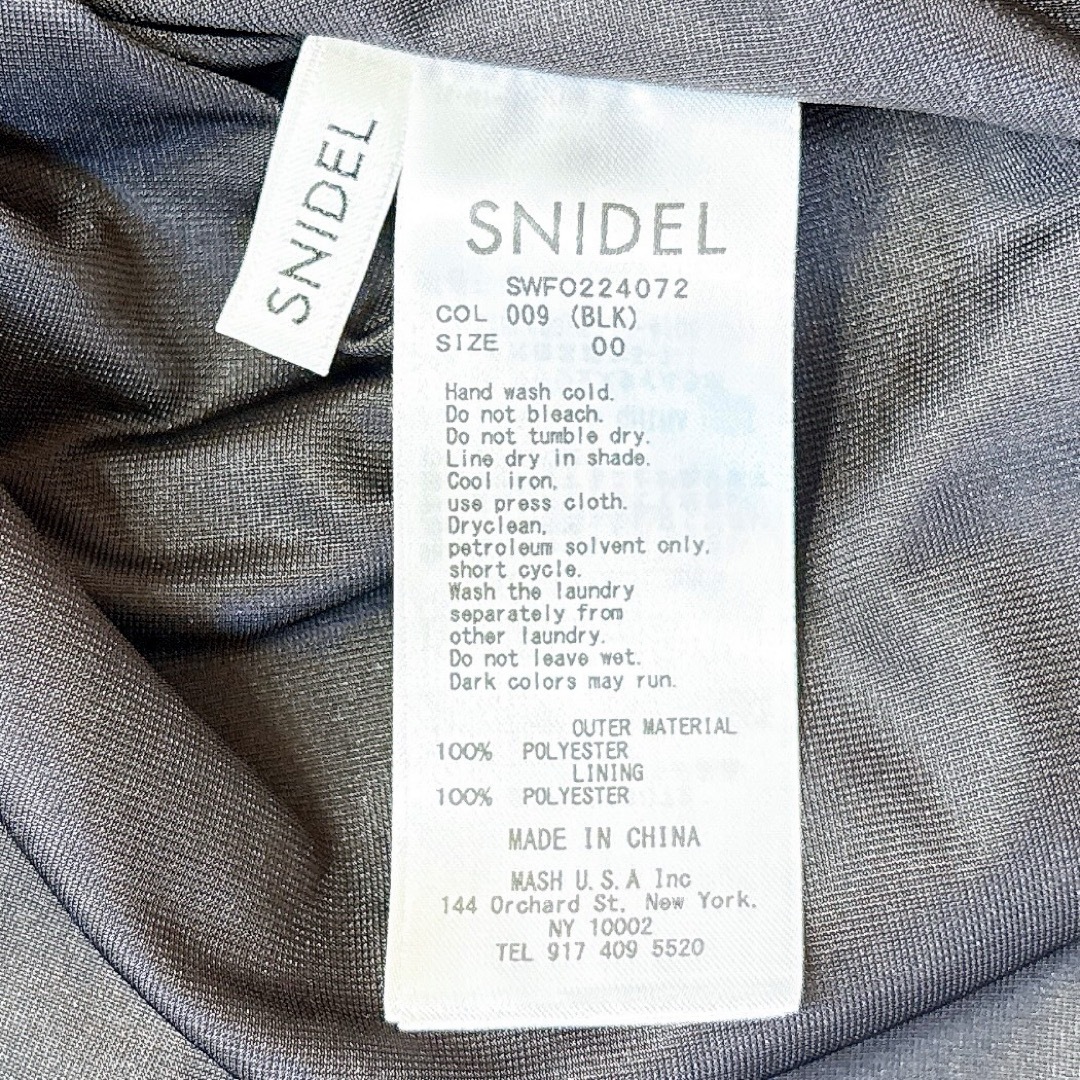 SNIDEL
SNIDEL
SWFO224072
COL 009 (BLK)
SIZE 00
Hand wash cold.
Do not bleach.
Do not tumble dry.
Line dry in shade.
Cool iron,
use press cloth.
Dryclean,
petroleum solvent only,
short cycle.
Wash the laundry
separately from
other laundry.
Do not leave wet.
Dark colors may run.
OUTER MATERIAL
100% POLYESTER
LINING
100% POLYESTER
MADE IN CHINA
MASH U.S.A Inc
144 Orchard St, New York.
NY 10002
TEL 917 409 5520